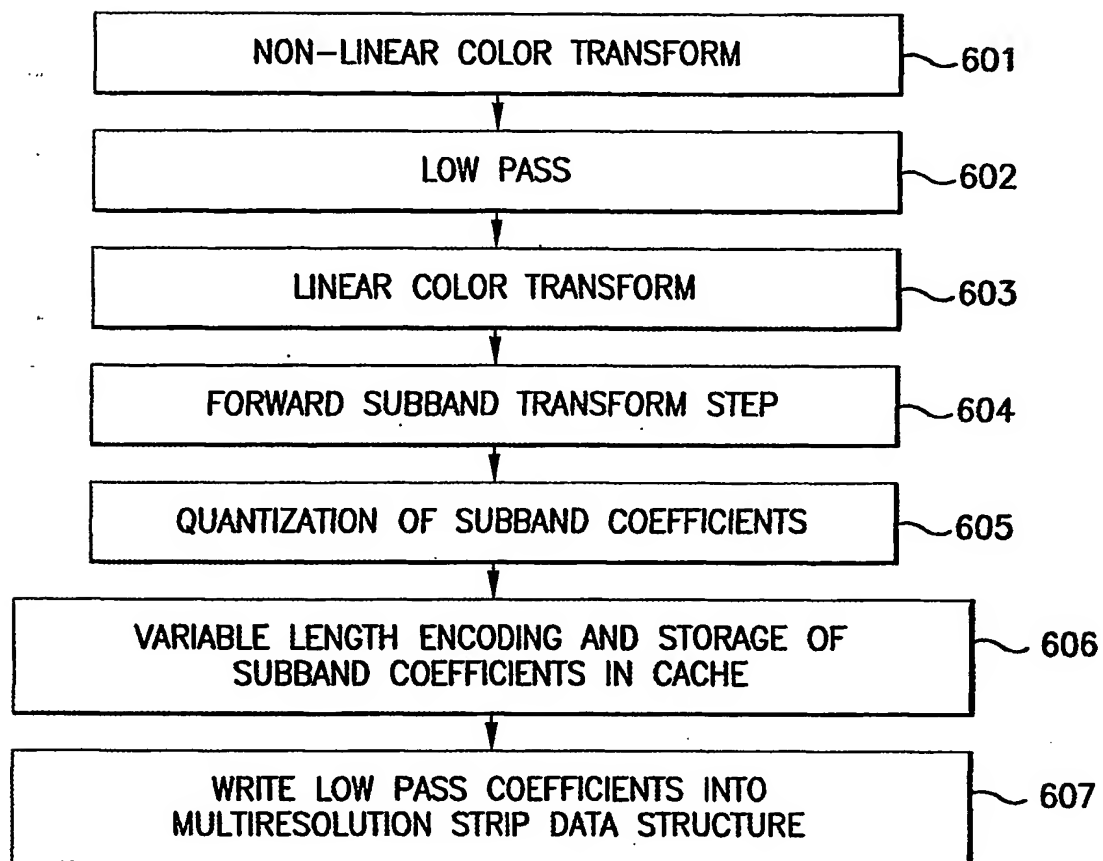 NON-LINEAR COLOR TRANSFORM
601
LOW PASS
602
LINEAR COLOR TRANSFORM
603
FORWARD SUBBAND TRANSFORM STEP
604
QUANTIZATION OF SUBBAND COEFFICIENTS
605
VARIABLE LENGTH ENCODING AND STORAGE OF
SUBBAND COEFFICIENTS IN CACHE
606
WRITE LOW PASS COEFFICIENTS INTO
MULTIRESOLUTION STRIP DATA STRUCTURE
607